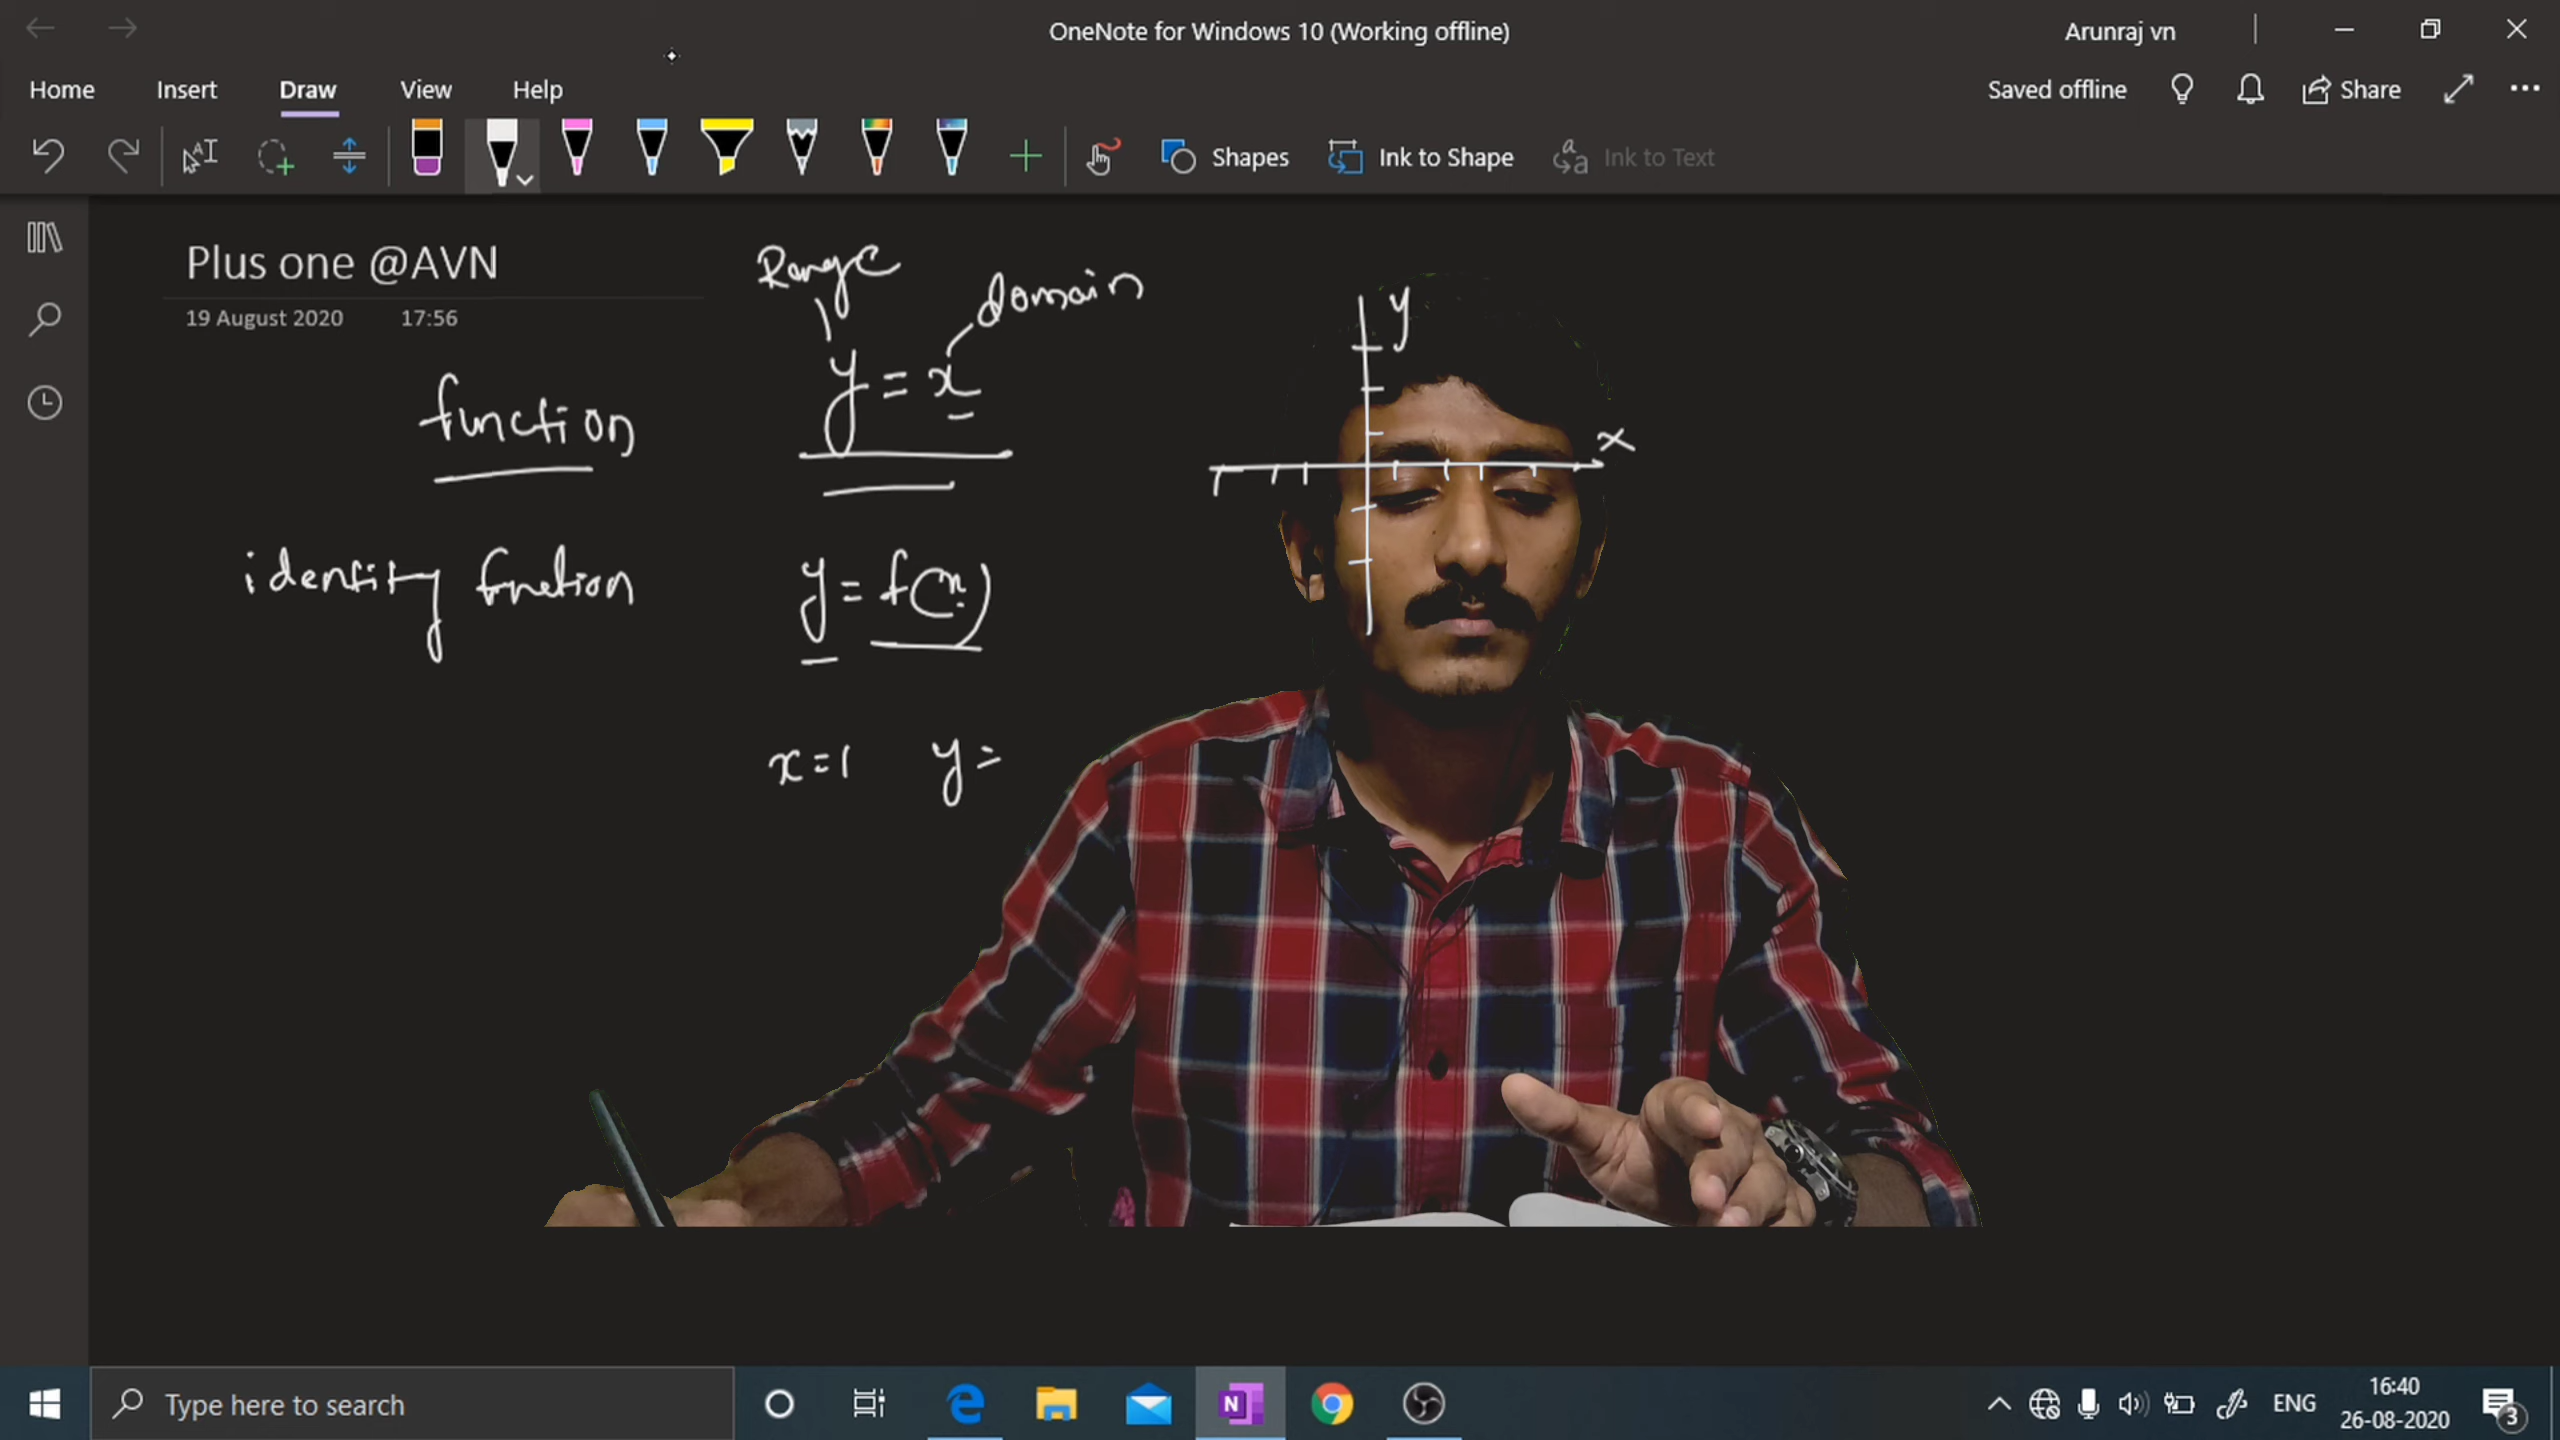 OneNote for Windows 10 (Working offline)
Arunraj vn
Home Insert Draw View Help
Saved offline
Share
Shapes
Ink to Shape
Ink to Text
Plus one @AVN
19 August 2020 17:56
Range
domain
y = x
function
identity function
y = f(x)
x=1 y=
y
x
Type here to search
N
ENG
16:40
26-08-2020
3